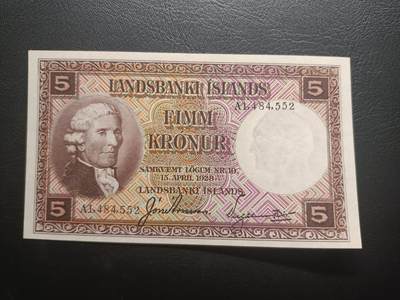 5 LANDSBANKI ÍSLANDS 5
A1,484,552
FIMM
KRONUR
SAMKVÆMT LÖGUM NR. 10,
15. APRÍL 1928
LANDSBANKI ÍSLANDS
A1,484,552
5 5